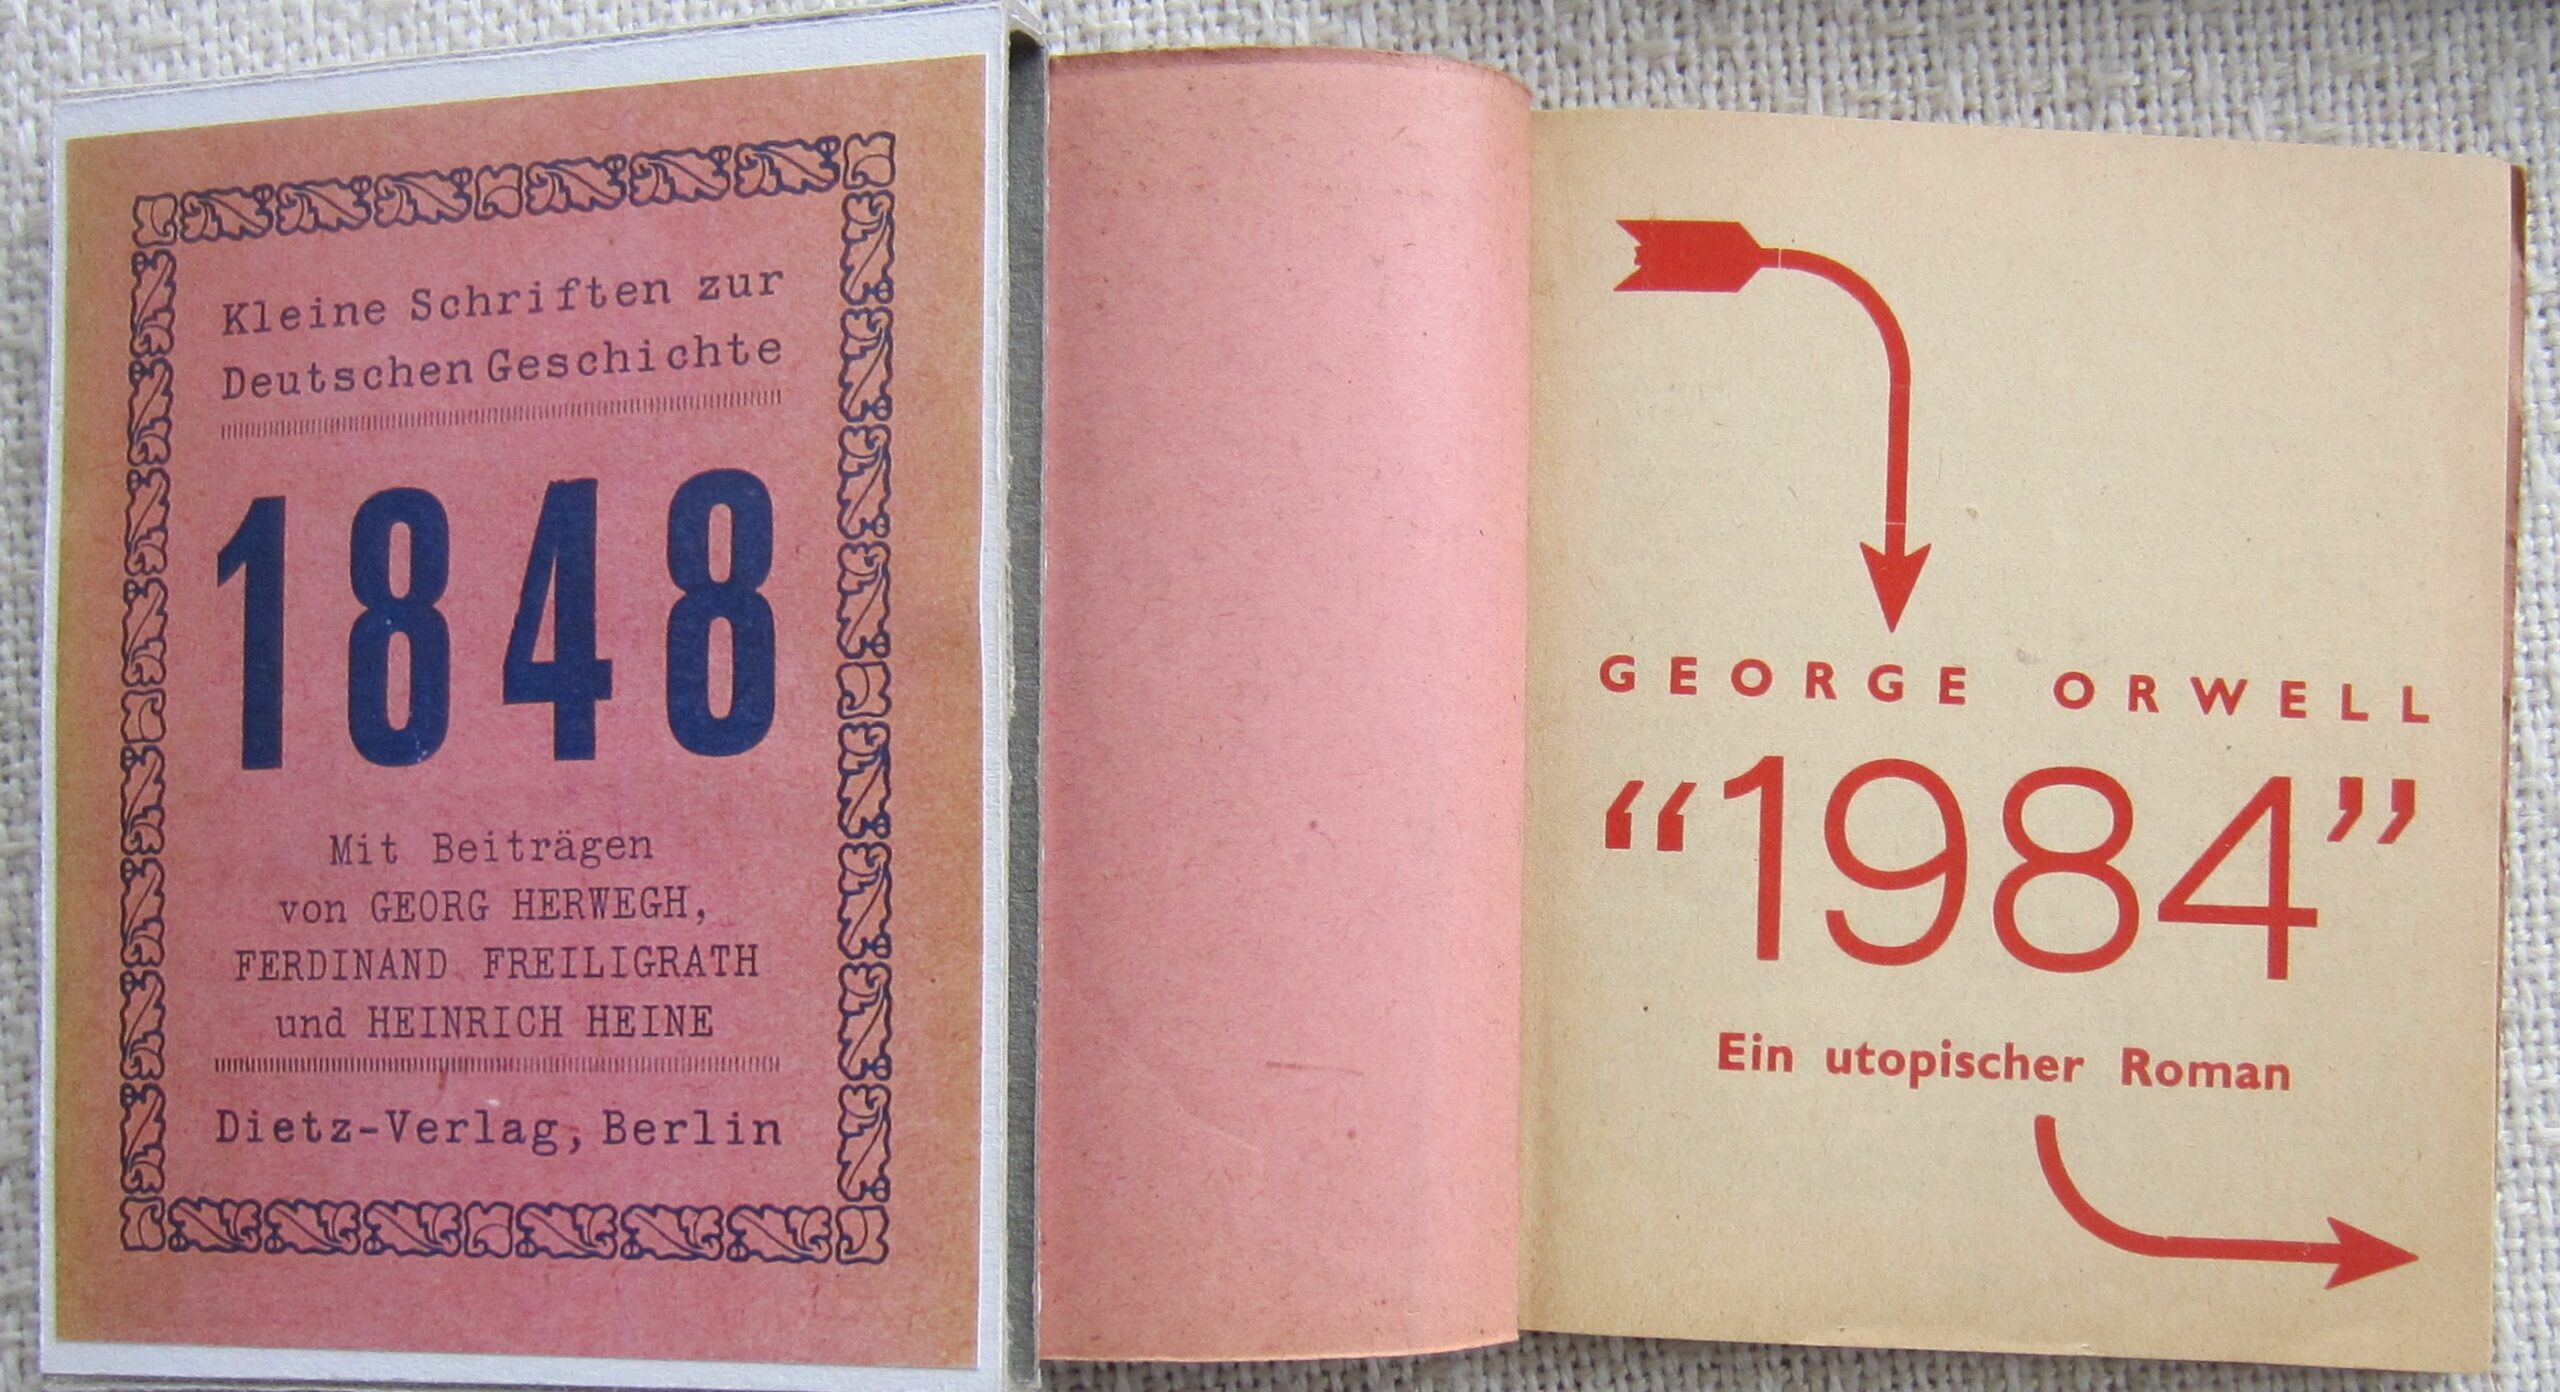 Kleine Schriften zur
Deutschen Geschichte
1848
Mit Beiträgen
von GEORG HERWEGH,
FERDINAND FREILIGRATH
und HEINRICH HEINE
Dietz-Verlag, Berlin
GEORGE ORWELL
“1984”
Ein utopischer Roman